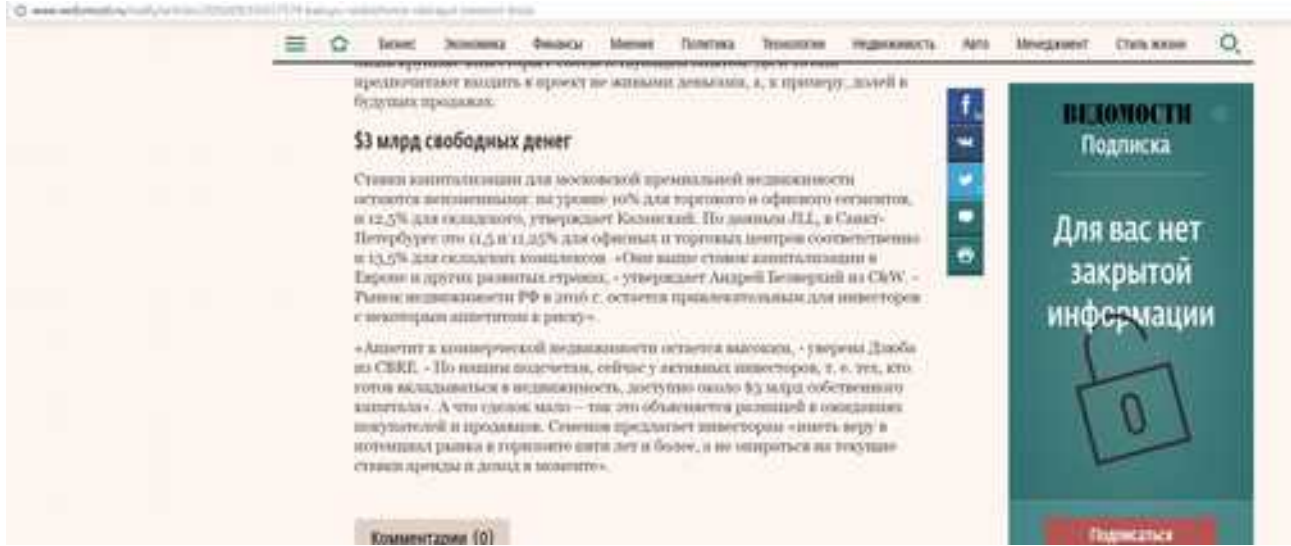 www.vedomosti.ru/realty/articles/2016/
Бизнес Экономика Финансы Мнения Политика Технологии Недвижимость Авто Менеджмент Стиль жизни
предпочитают входить в проект не живыми деньгами, а, к примеру, долей в
будущих продажах.
$3 млрд свободных денег
Ставки капитализации для московской премиальной недвижимости
остаются неизменными: на уровне 10% для торгового и офисного сегментов,
и 12,5% для складского, утверждает Казанский. По данным JLL, в Санкт-
Петербурге это 11,5 и 11,25% для офисных и торговых центров соответственно
и 13,5% для складских комплексов. «Они выше ставок капитализации в
Европе и других развитых странах, - утверждает Андрей Безверхий из C&W. -
Рынок недвижимости РФ в 2016 г. остается привлекательным для инвесторов
с некоторым аппетитом к риску».
«Аппетит к коммерческой недвижимости остается высоким, - уверена Дзюба
из CBRE. - По нашим подсчетам, сейчас у активных инвесторов, т. е. тех, кто
готов вкладываться в недвижимость, доступно около $3 млрд собственного
капитала». А что сделок мало – так это объясняется разницей в ожиданиях
покупателей и продавцов. Семенов предлагает инвесторам «иметь веру в
потенциал рынка в горизонте пяти лет и более, а не опираться на текущие
ставки аренды и доход в моменте».
Комментарии (0)
ВЕДОМОСТИ
Подписка
Для вас нет
закрытой
информации
Подписаться